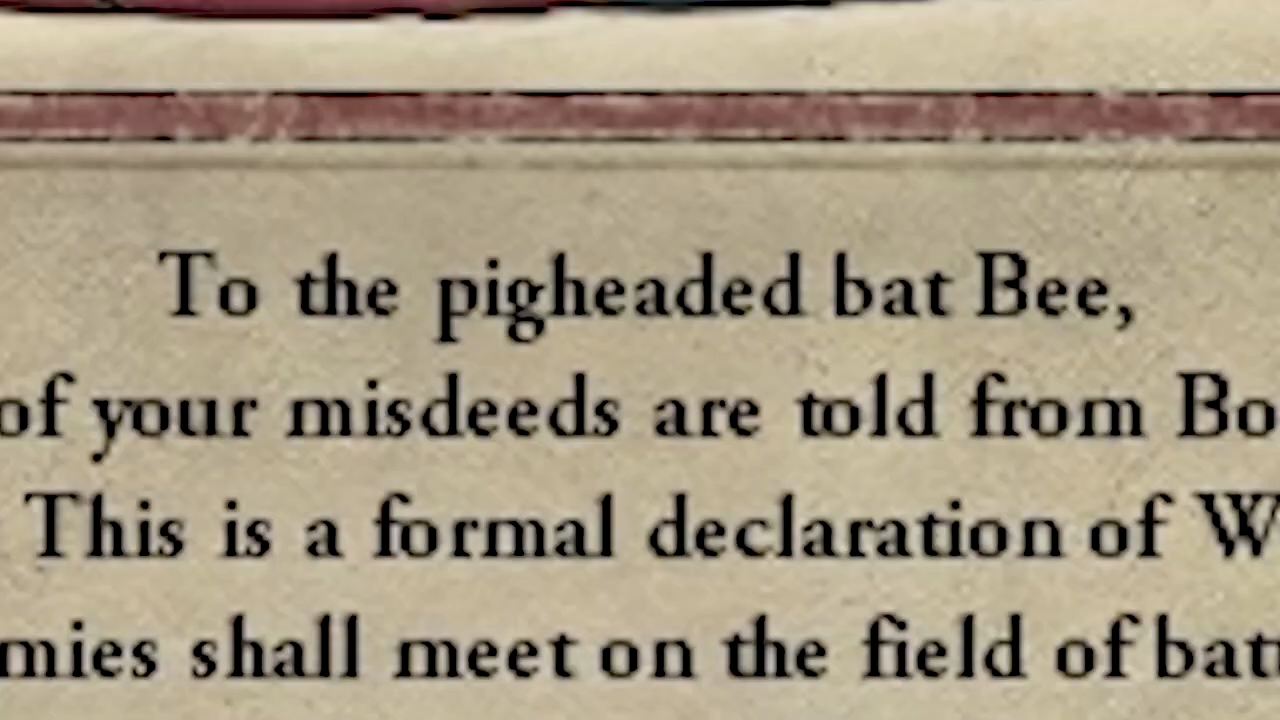 To the pigheaded bat Bee,
of your misdeeds are told from Bo
This is a formal declaration of W
mies shall meet on the field of batt